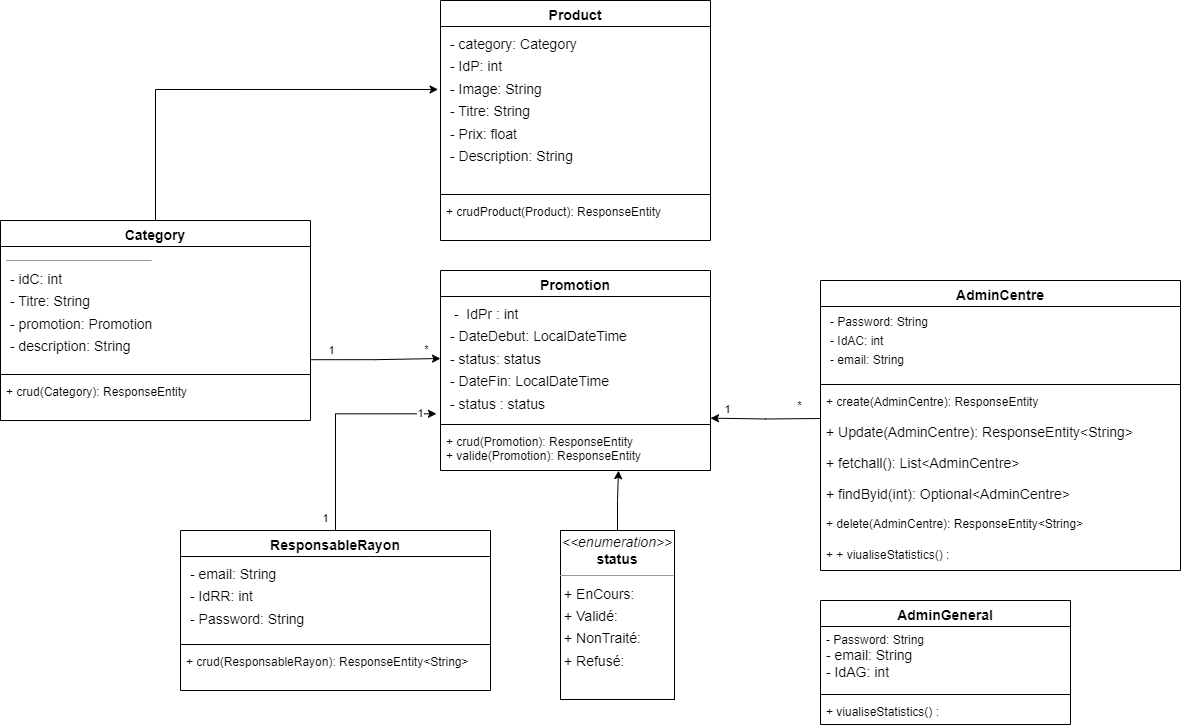 Product
- category: Category
- IdP: int
- Image: String
- Titre: String
- Prix: float
- Description: String
+ crudProduct(Product): ResponseEntity
Category
- idC: int
- Titre: String
- promotion: Promotion
- description: String
+ crud(Category): ResponseEntity
1
*
Promotion
- IdPr : int
- DateDebut: LocalDateTime
- status: status
- DateFin: LocalDateTime
- status : status
+ crud(Promotion): ResponseEntity
+ valide(Promotion): ResponseEntity
1
*
AdminCentre
- Password: String
- IdAC: int
- email: String
+ create(AdminCentre): ResponseEntity
+ Update(AdminCentre): ResponseEntity<String>
+ fetchall(): List<AdminCentre>
+ findByid(int): Optional<AdminCentre>
+ delete(AdminCentre): ResponseEntity<String>
+ + viualiseStatistics() :
1
1
ResponsableRayon
- email: String
- IdRR: int
- Password: String
+ crud(ResponsableRayon): ResponseEntity<String>
<<enumeration>>
status
+ EnCours:
+ Validé:
+ NonTraité:
+ Refusé:
AdminGeneral
- Password: String
- email: String
- IdAG: int
+ viualiseStatistics() :